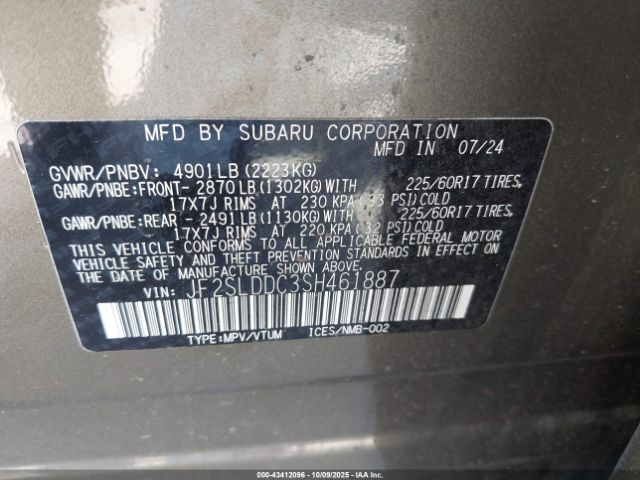 MFD BY SUBARU CORPORATION
MFD IN 07/24
GVWR/PNBV: 4901LB(2223KG)
GAWR/PNBE:FRONT- 2870LB(1302KG)WITH 225/60R17 TIRES,
17X7J RIMS AT 230 KPA(33 PSI)COLD
GAWR/PNBE:REAR - 2491LB(1130KG)WITH 225/60R17 TIRES,
17X7J RIMS AT 220 KPA(32 PSI)COLD
THIS VEHICLE CONFORMS TO ALL APPLICABLE FEDERAL MOTOR
VEHICLE SAFETY AND THEFT PREVENTION STANDARDS IN EFFECT ON
THE DATE OF MANUFACTURE SHOWN ABOVE.
VIN: JF2SLDDC3SH461887
TYPE:MPV/VTUM ICES/NMB-002
000-43412096 - 10/09/2025 - IAAI.CA